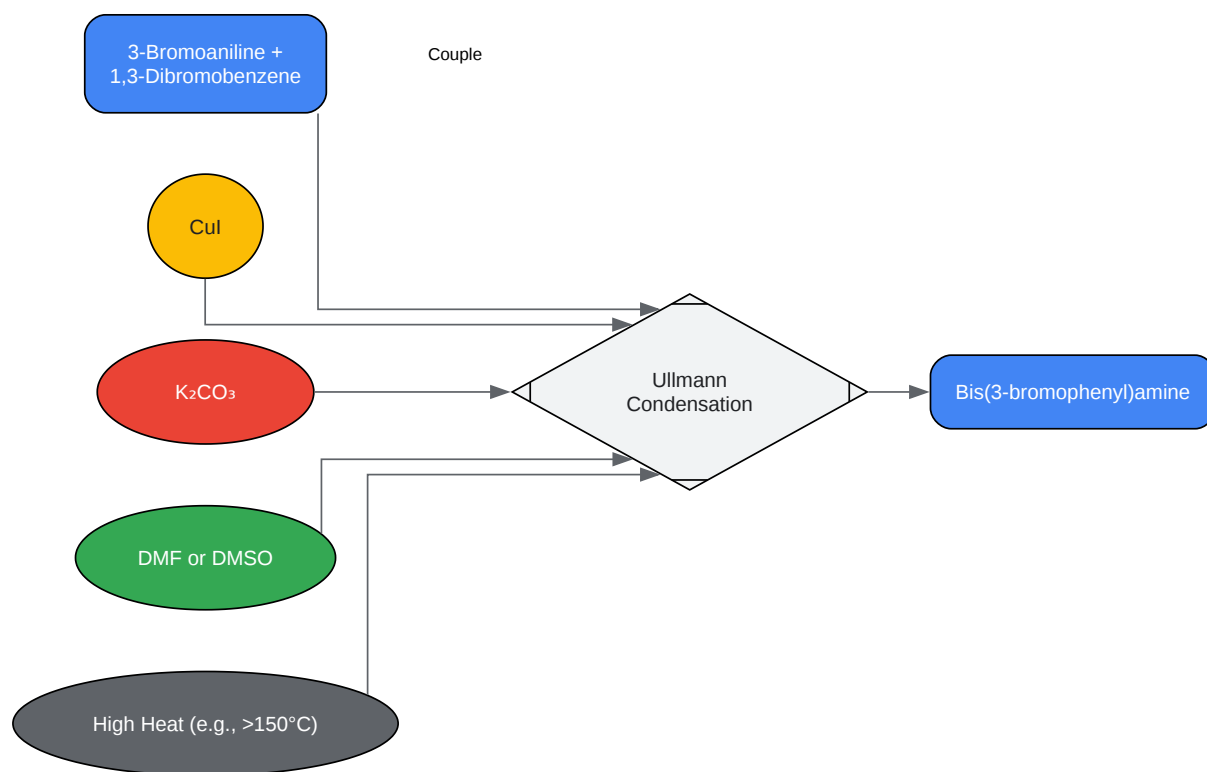 3-Bromoaniline +
1,3-Dibromobenzene
Couple
CuI
K₂CO₃
Ullmann
Condensation
Bis(3-bromophenyl)amine
DMF or DMSO
High Heat (e.g., >150°C)